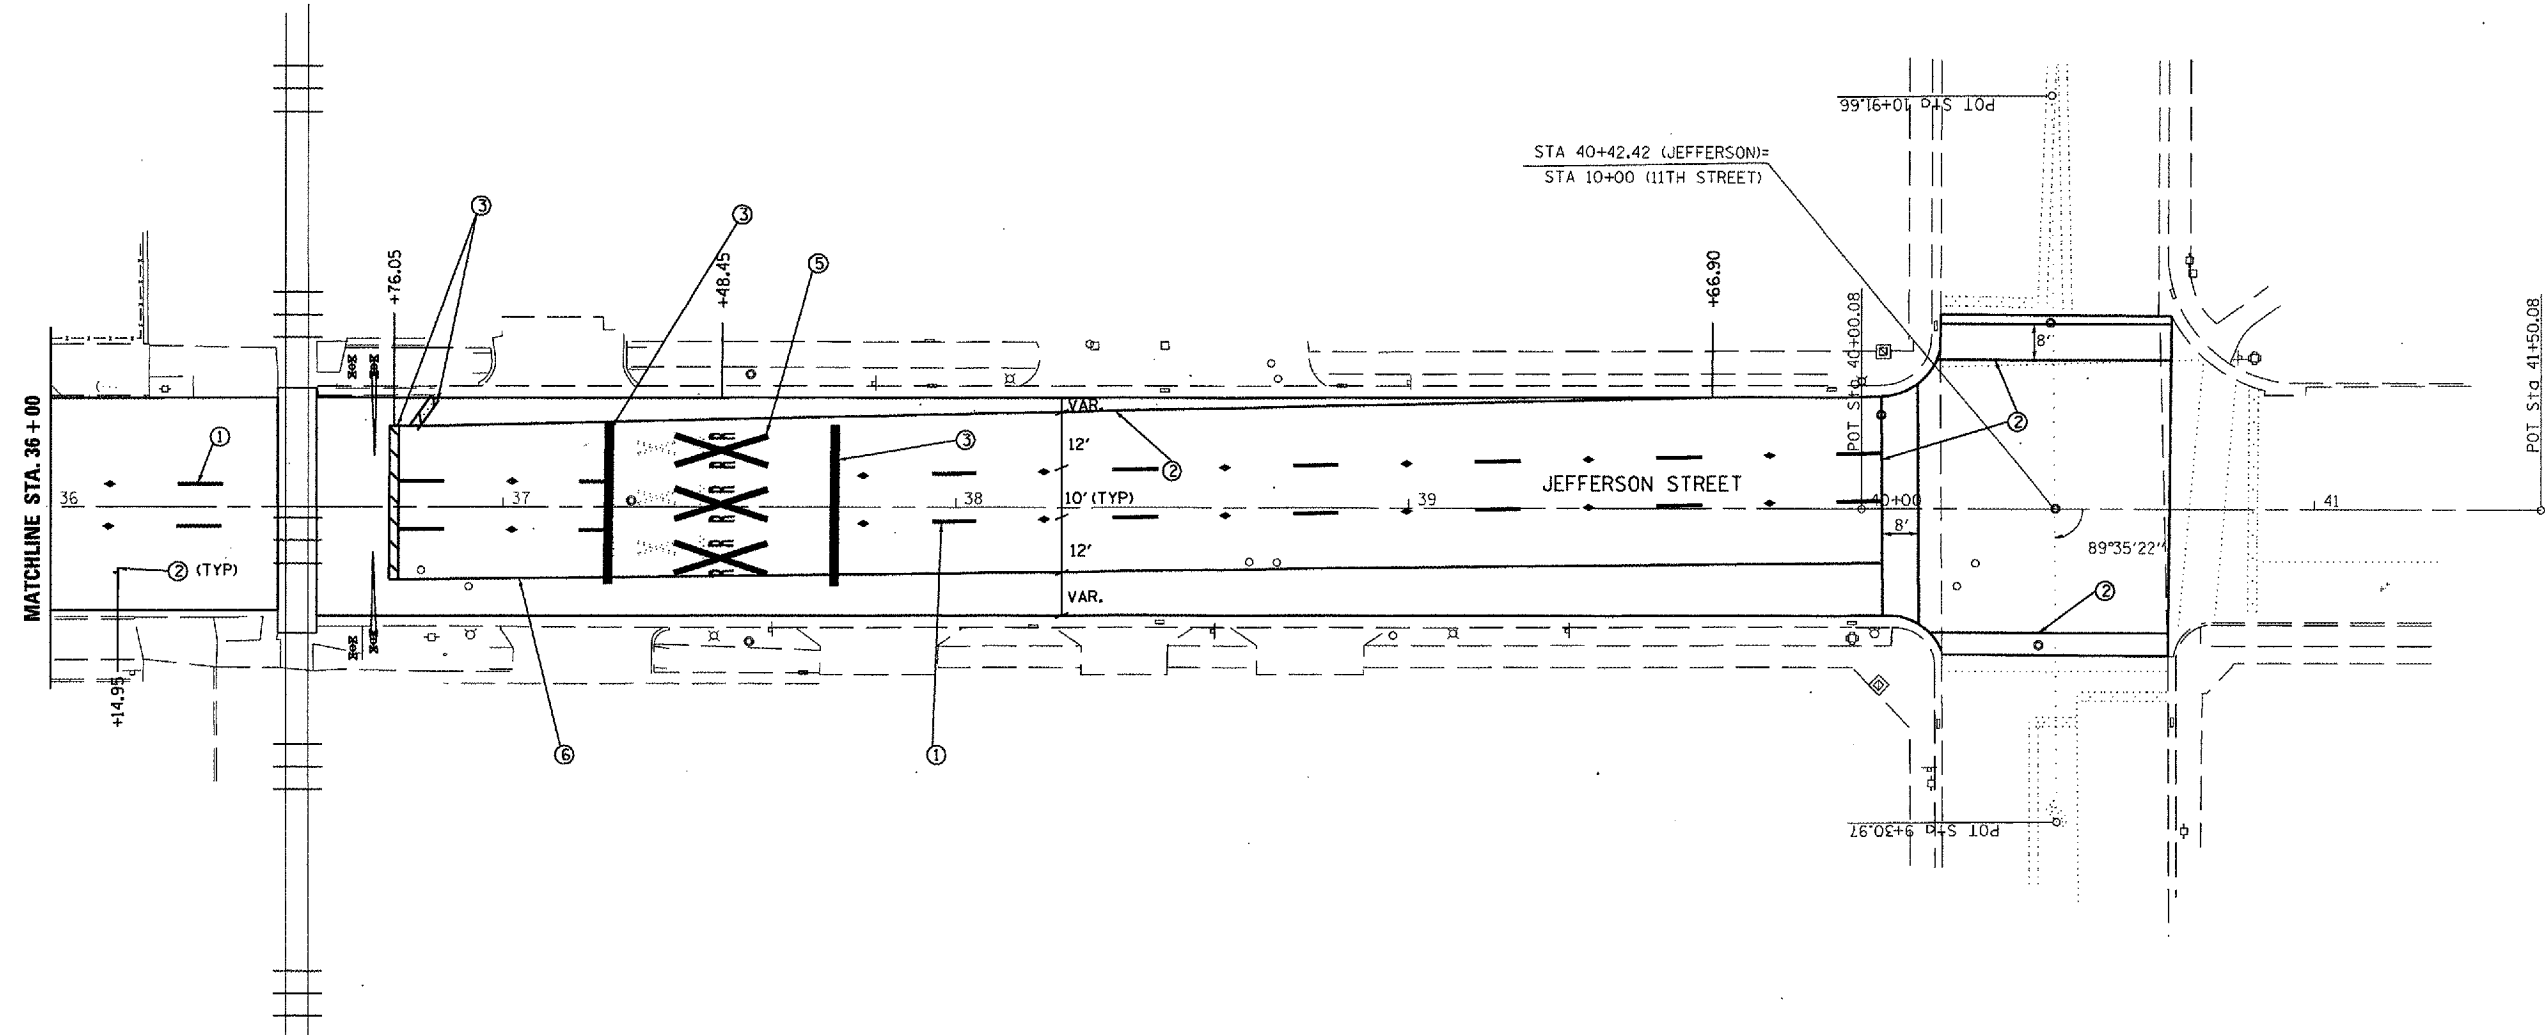 POT Sta 10+91.66
STA 40+42.42 (JEFFERSON)=
STA 10+00 (11TH STREET)
3
3
5
+76.05
+48.45
+66.90
POT Sta 40+00.08
POT Sta 41+50.08
8'
MATCHLINE STA. 36 + 00
1
VAR.
2
2
12'
3
R R
R R
R R
36
37
38
10' (TYP)
39
JEFFERSON STREET
40+00
41
8'
89°35'22"
12'
2 (TYP)
VAR.
2
+14.95
6
1
POT Sta 9+30.97